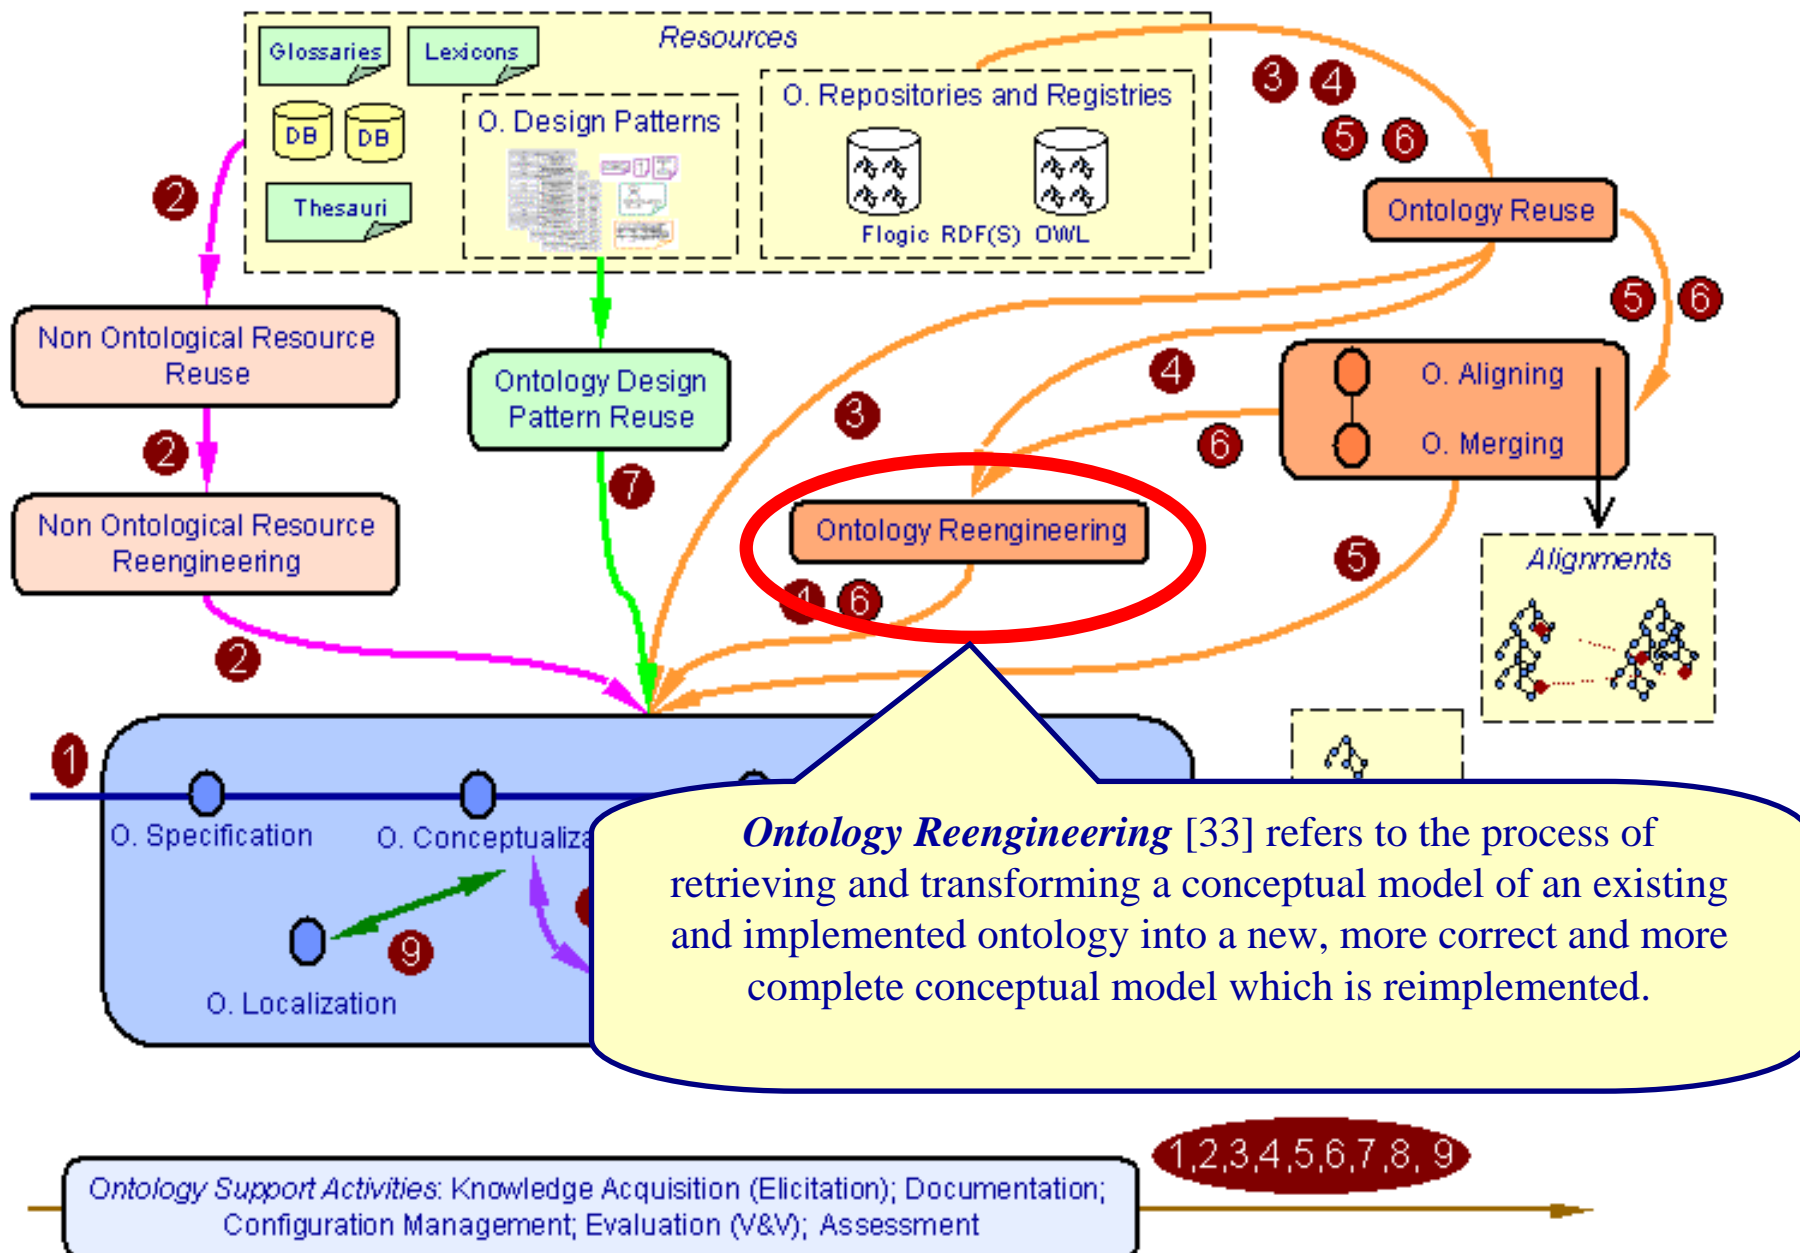 Resources
Glossaries
Lexicons
DB
DB
Thesauri
O. Design Patterns
O. Repositories and Registries
Flogic RDF(S) OWL
3 4
5 6
2
Ontology Reuse
5 6
Non Ontological Resource
Reuse
Ontology Design
Pattern Reuse
4
3
O. Aligning
O. Merging
6
2
7
Non Ontological Resource
Reengineering
Ontology Reengineering
5
Alignments
4 6
2
1
O. Specification
O. Conceptualiza
9
O. Localization
Ontology Reengineering [33] refers to the process of
retrieving and transforming a conceptual model of an existing
and implemented ontology into a new, more correct and more
complete conceptual model which is reimplemented.
1,2,3,4,5,6,7,8, 9
Ontology Support Activities: Knowledge Acquisition (Elicitation); Documentation;
Configuration Management; Evaluation (V&V); Assessment